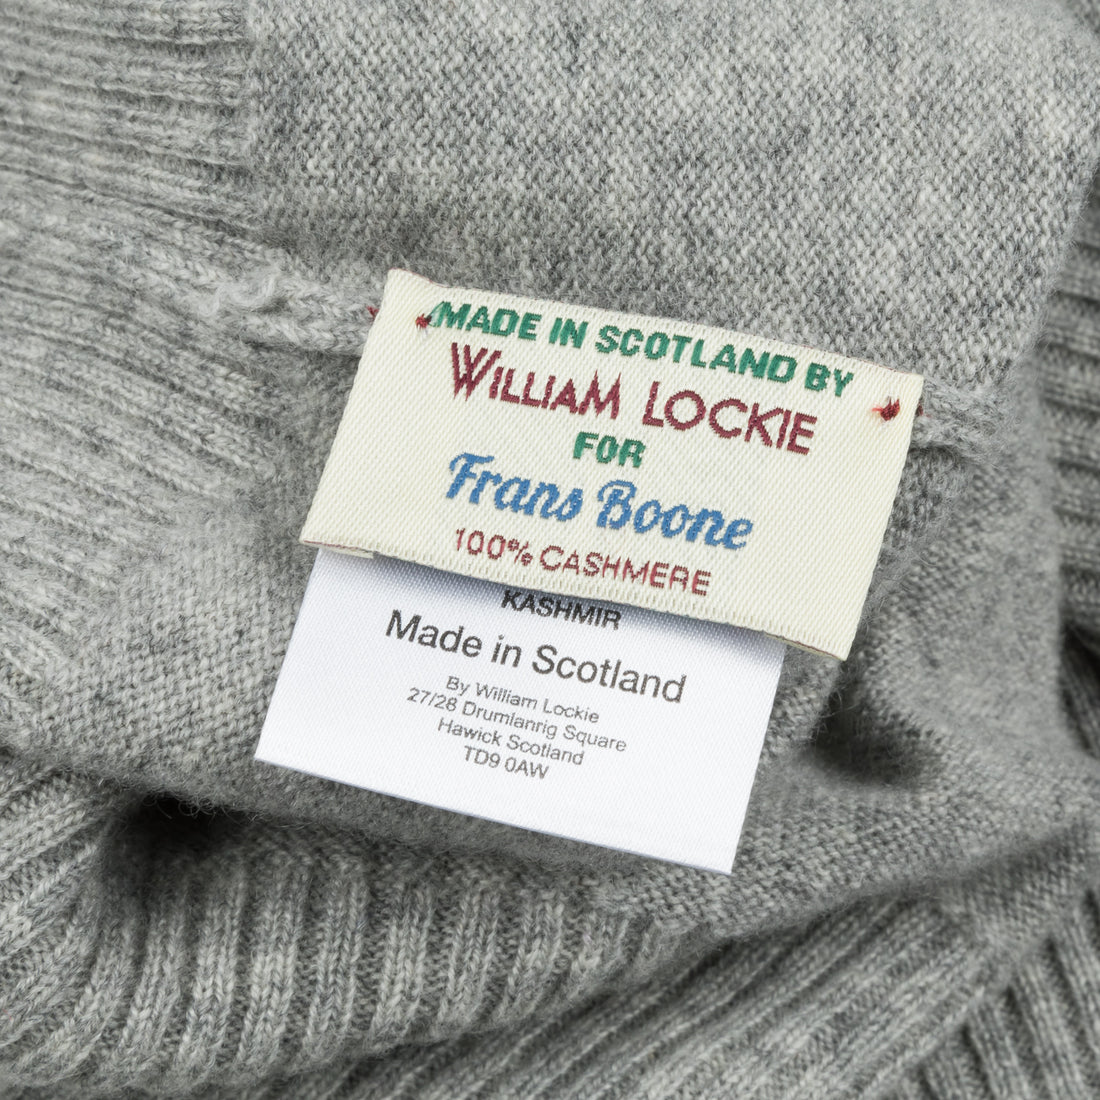 MADE IN SCOTLAND BY
WILLIAM LOCKIE
FOR
Frans Boone
100% CASHMERE
KASHMIR
Made in Scotland
By William Lockie
27/28 Drumlanrig Square
Hawick Scotland
TD9 0AW